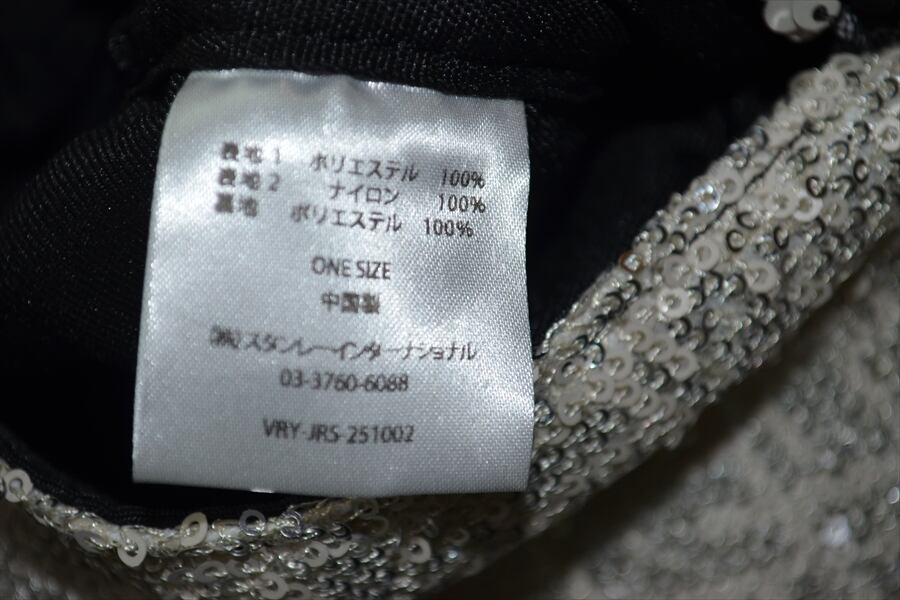 表地1 ポリエステル 100%
表地2 ナイロン 100%
裏地 ポリエステル 100%
ONE SIZE
中国製
(株)スタンレーインターナショナル
03-3760-6088
VRY-JRS-251002